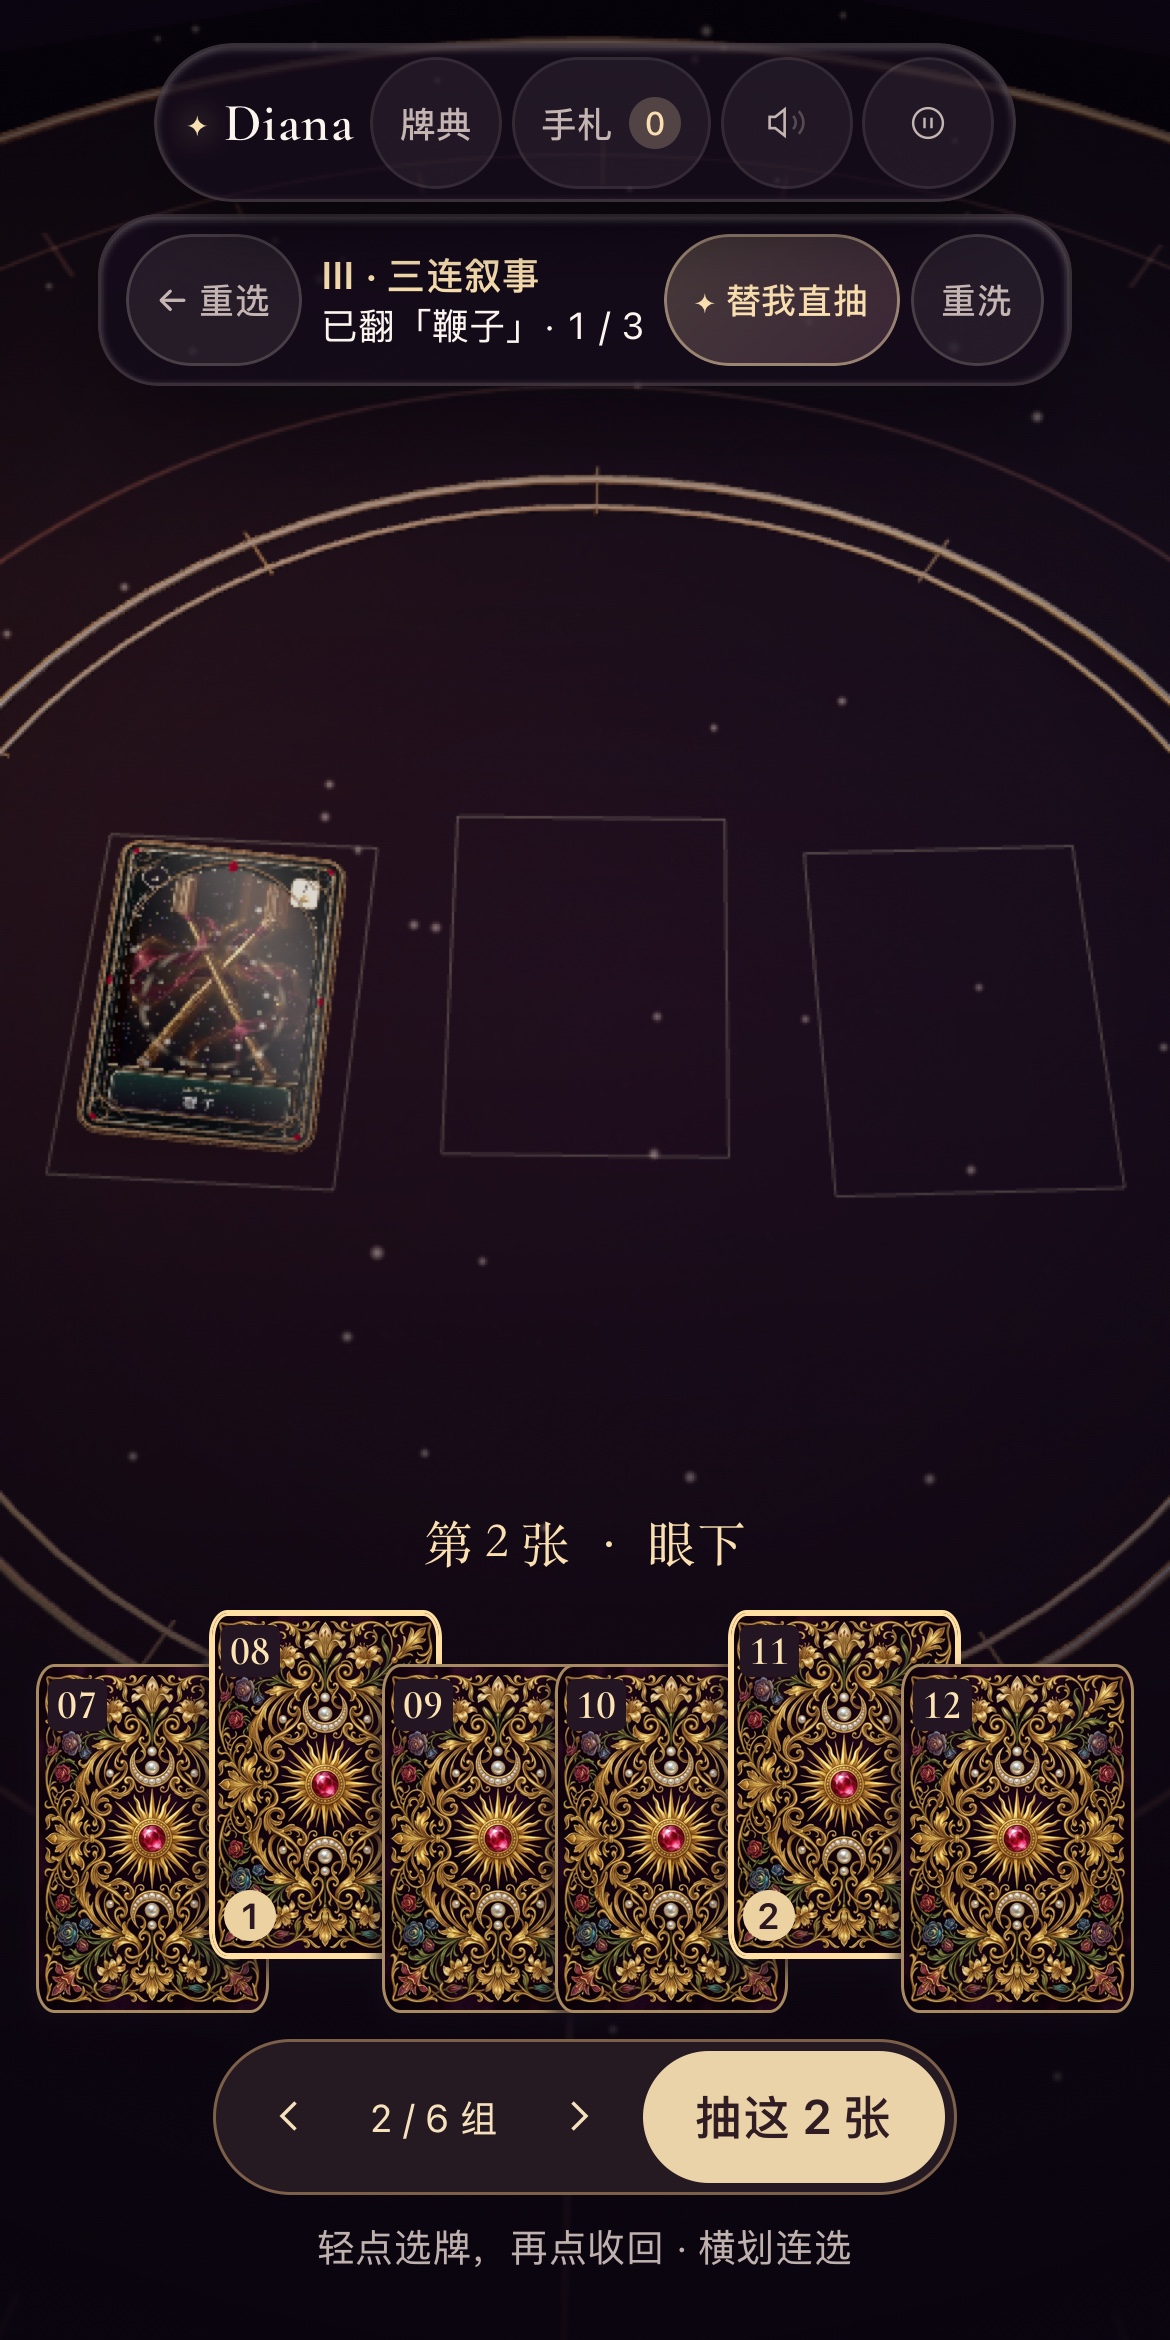 Diana 牌典 手札 0
← 重选 III · 三连叙事 替我直抽 重洗
已翻「鞭子」· 1 / 3
鞭子
第 2 张 · 眼下
07 08 09 10 11 12
1 2
2 / 6 组 抽这 2 张
轻点选牌，再点收回 · 横划连选